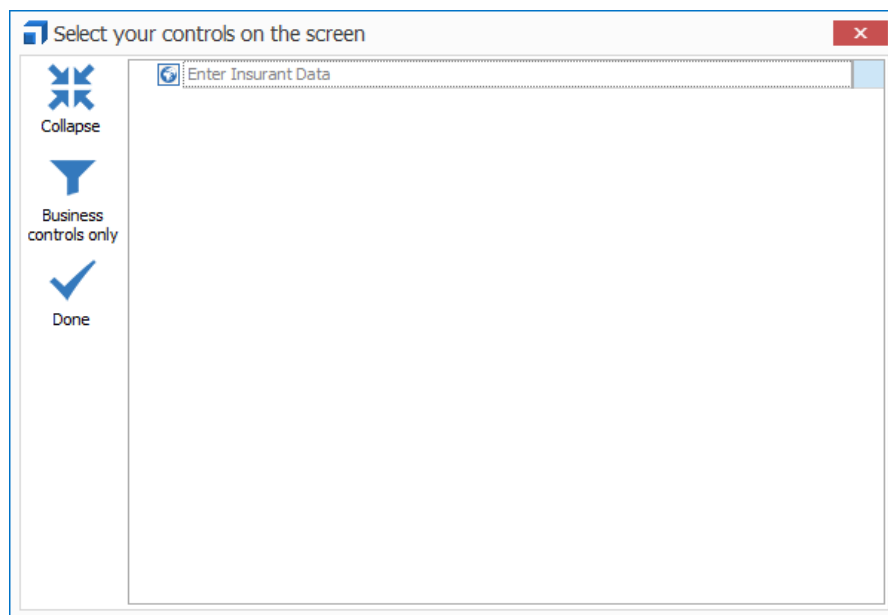 Select your controls on the screen
Collapse
Enter Insurant Data
Business
controls only
Done